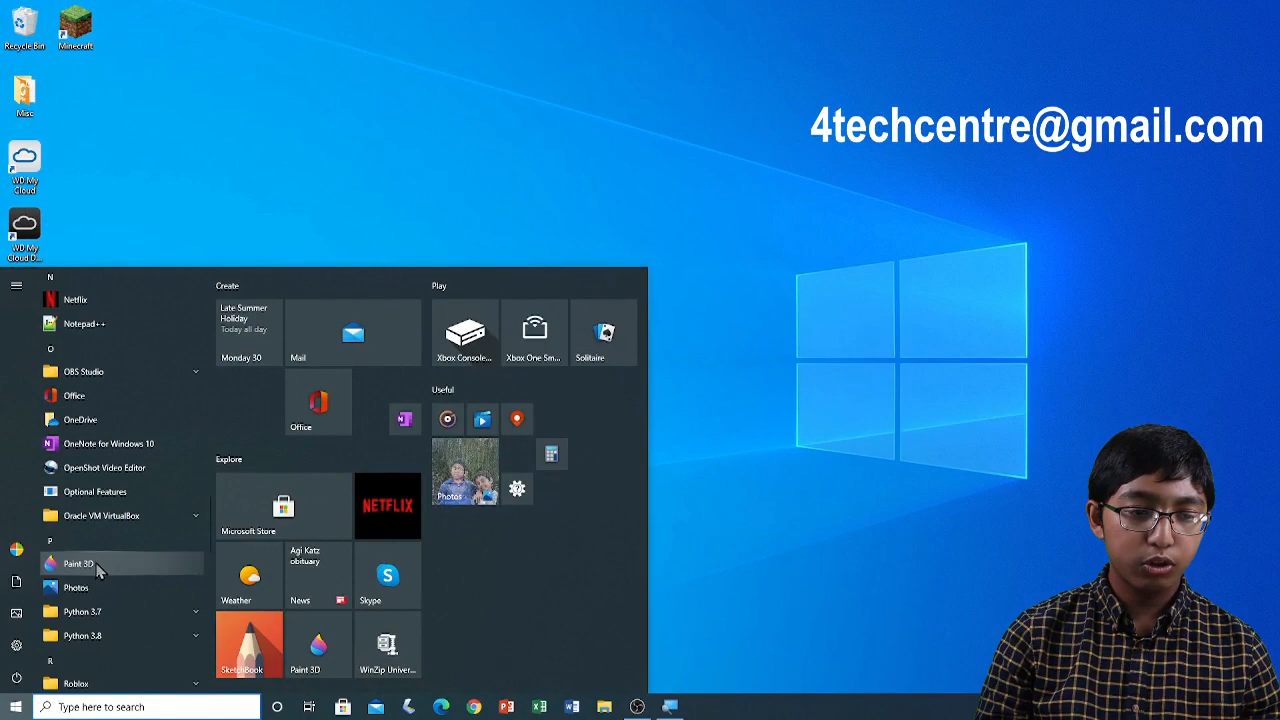 Recycle Bin
Minecraft
Misc
WD My
Cloud
WD My
Cloud D...
4techcentre@gmail.com
N
Netflix
Notepad++
O
OBS Studio
Office
OneDrive
OneNote for Windows 10
OpenShot Video Editor
Optional Features
Oracle VM VirtualBox
P
Paint 3D
Photos
Python 3.7
Python 3.8
R
Roblox
Create
Late Summer
Holiday
Today all day
Monday 30
Mail
Office
Explore
Microsoft Store
NETFLIX
Weather
Agi Katz
obituary
News
Skype
SketchBook
Paint 3D
WinZip Univer...
Play
Xbox Console...
Xbox One Sm...
Solitaire
Useful
Photos
Type here to search